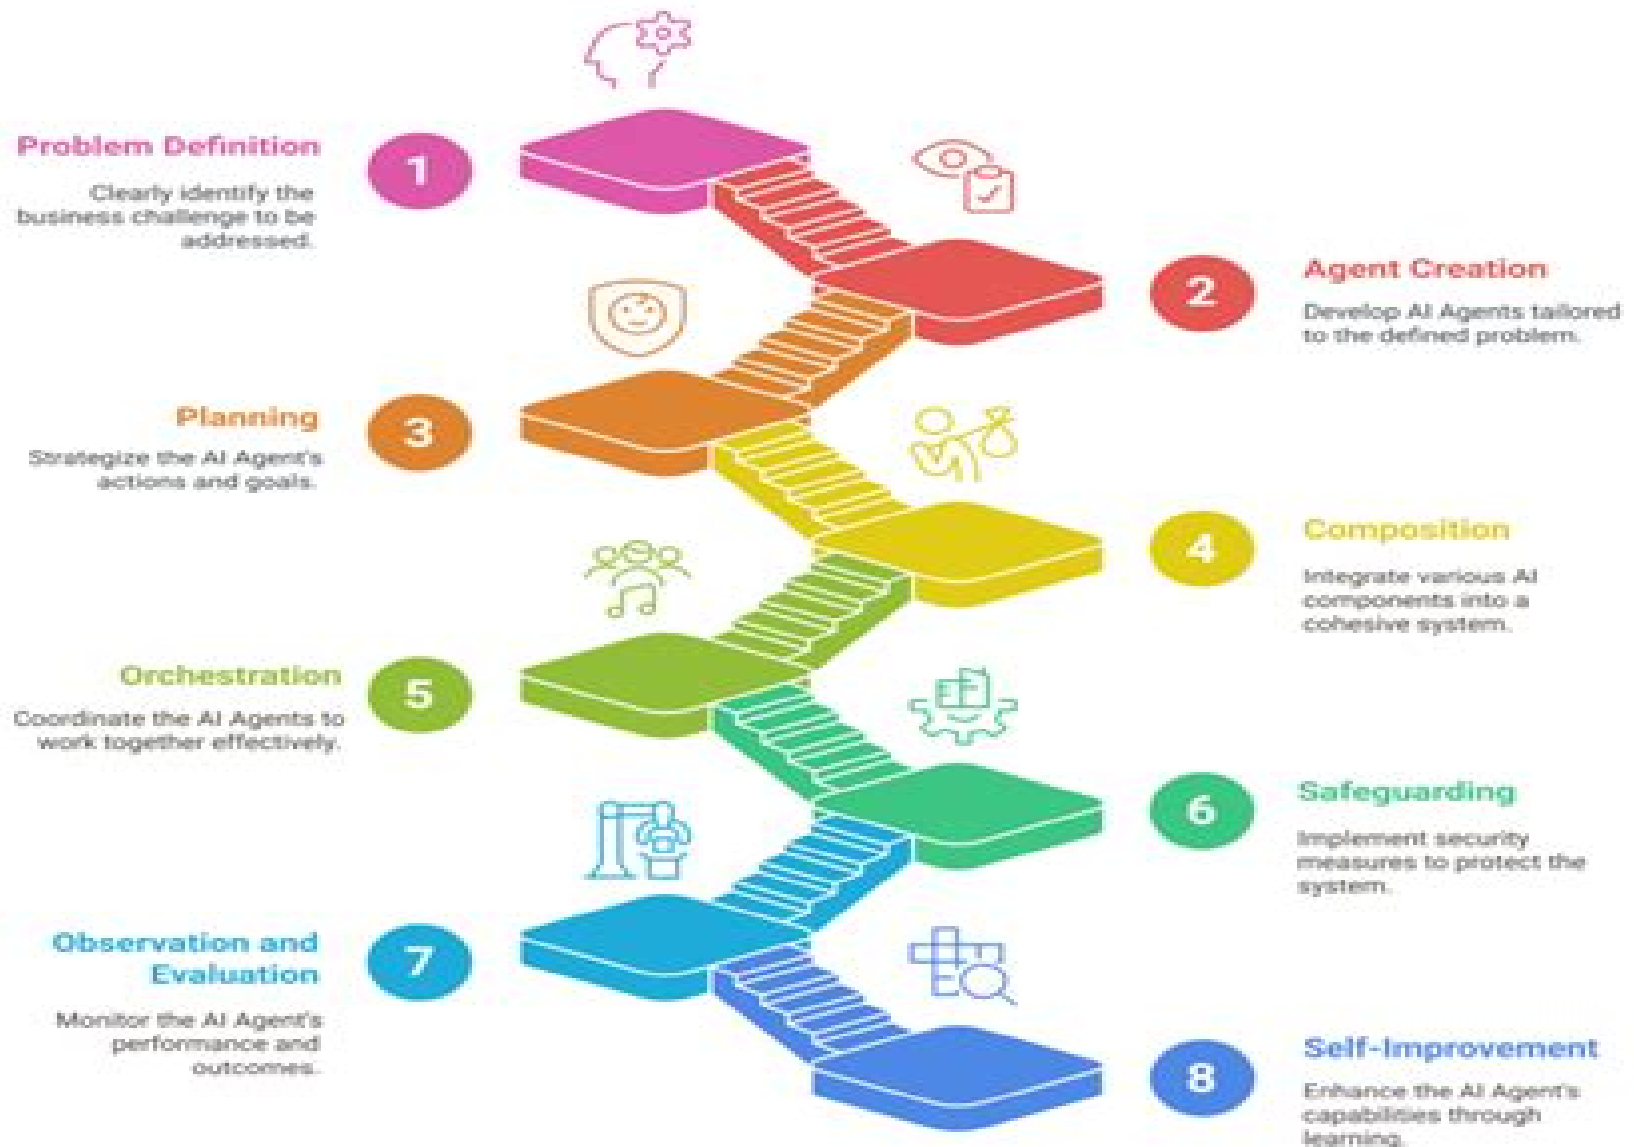 Problem Definition
1
Clearly identify the
business challenge to be
addressed.
2
Agent Creation
Develop AI Agents tailored
to the defined problem.
Planning
3
Strategize the AI Agent's
actions and goals.
4
Composition
Integrate various AI
components into a
cohesive system.
Orchestration
5
Coordinate the AI Agents to
work together effectively.
6
Safeguarding
Implement security
measures to protect the
system.
Observation and
Evaluation
7
Monitor the AI Agent's
performance and
outcomes.
8
Self-Improvement
Enhance the AI Agent's
capabilities through
learning.